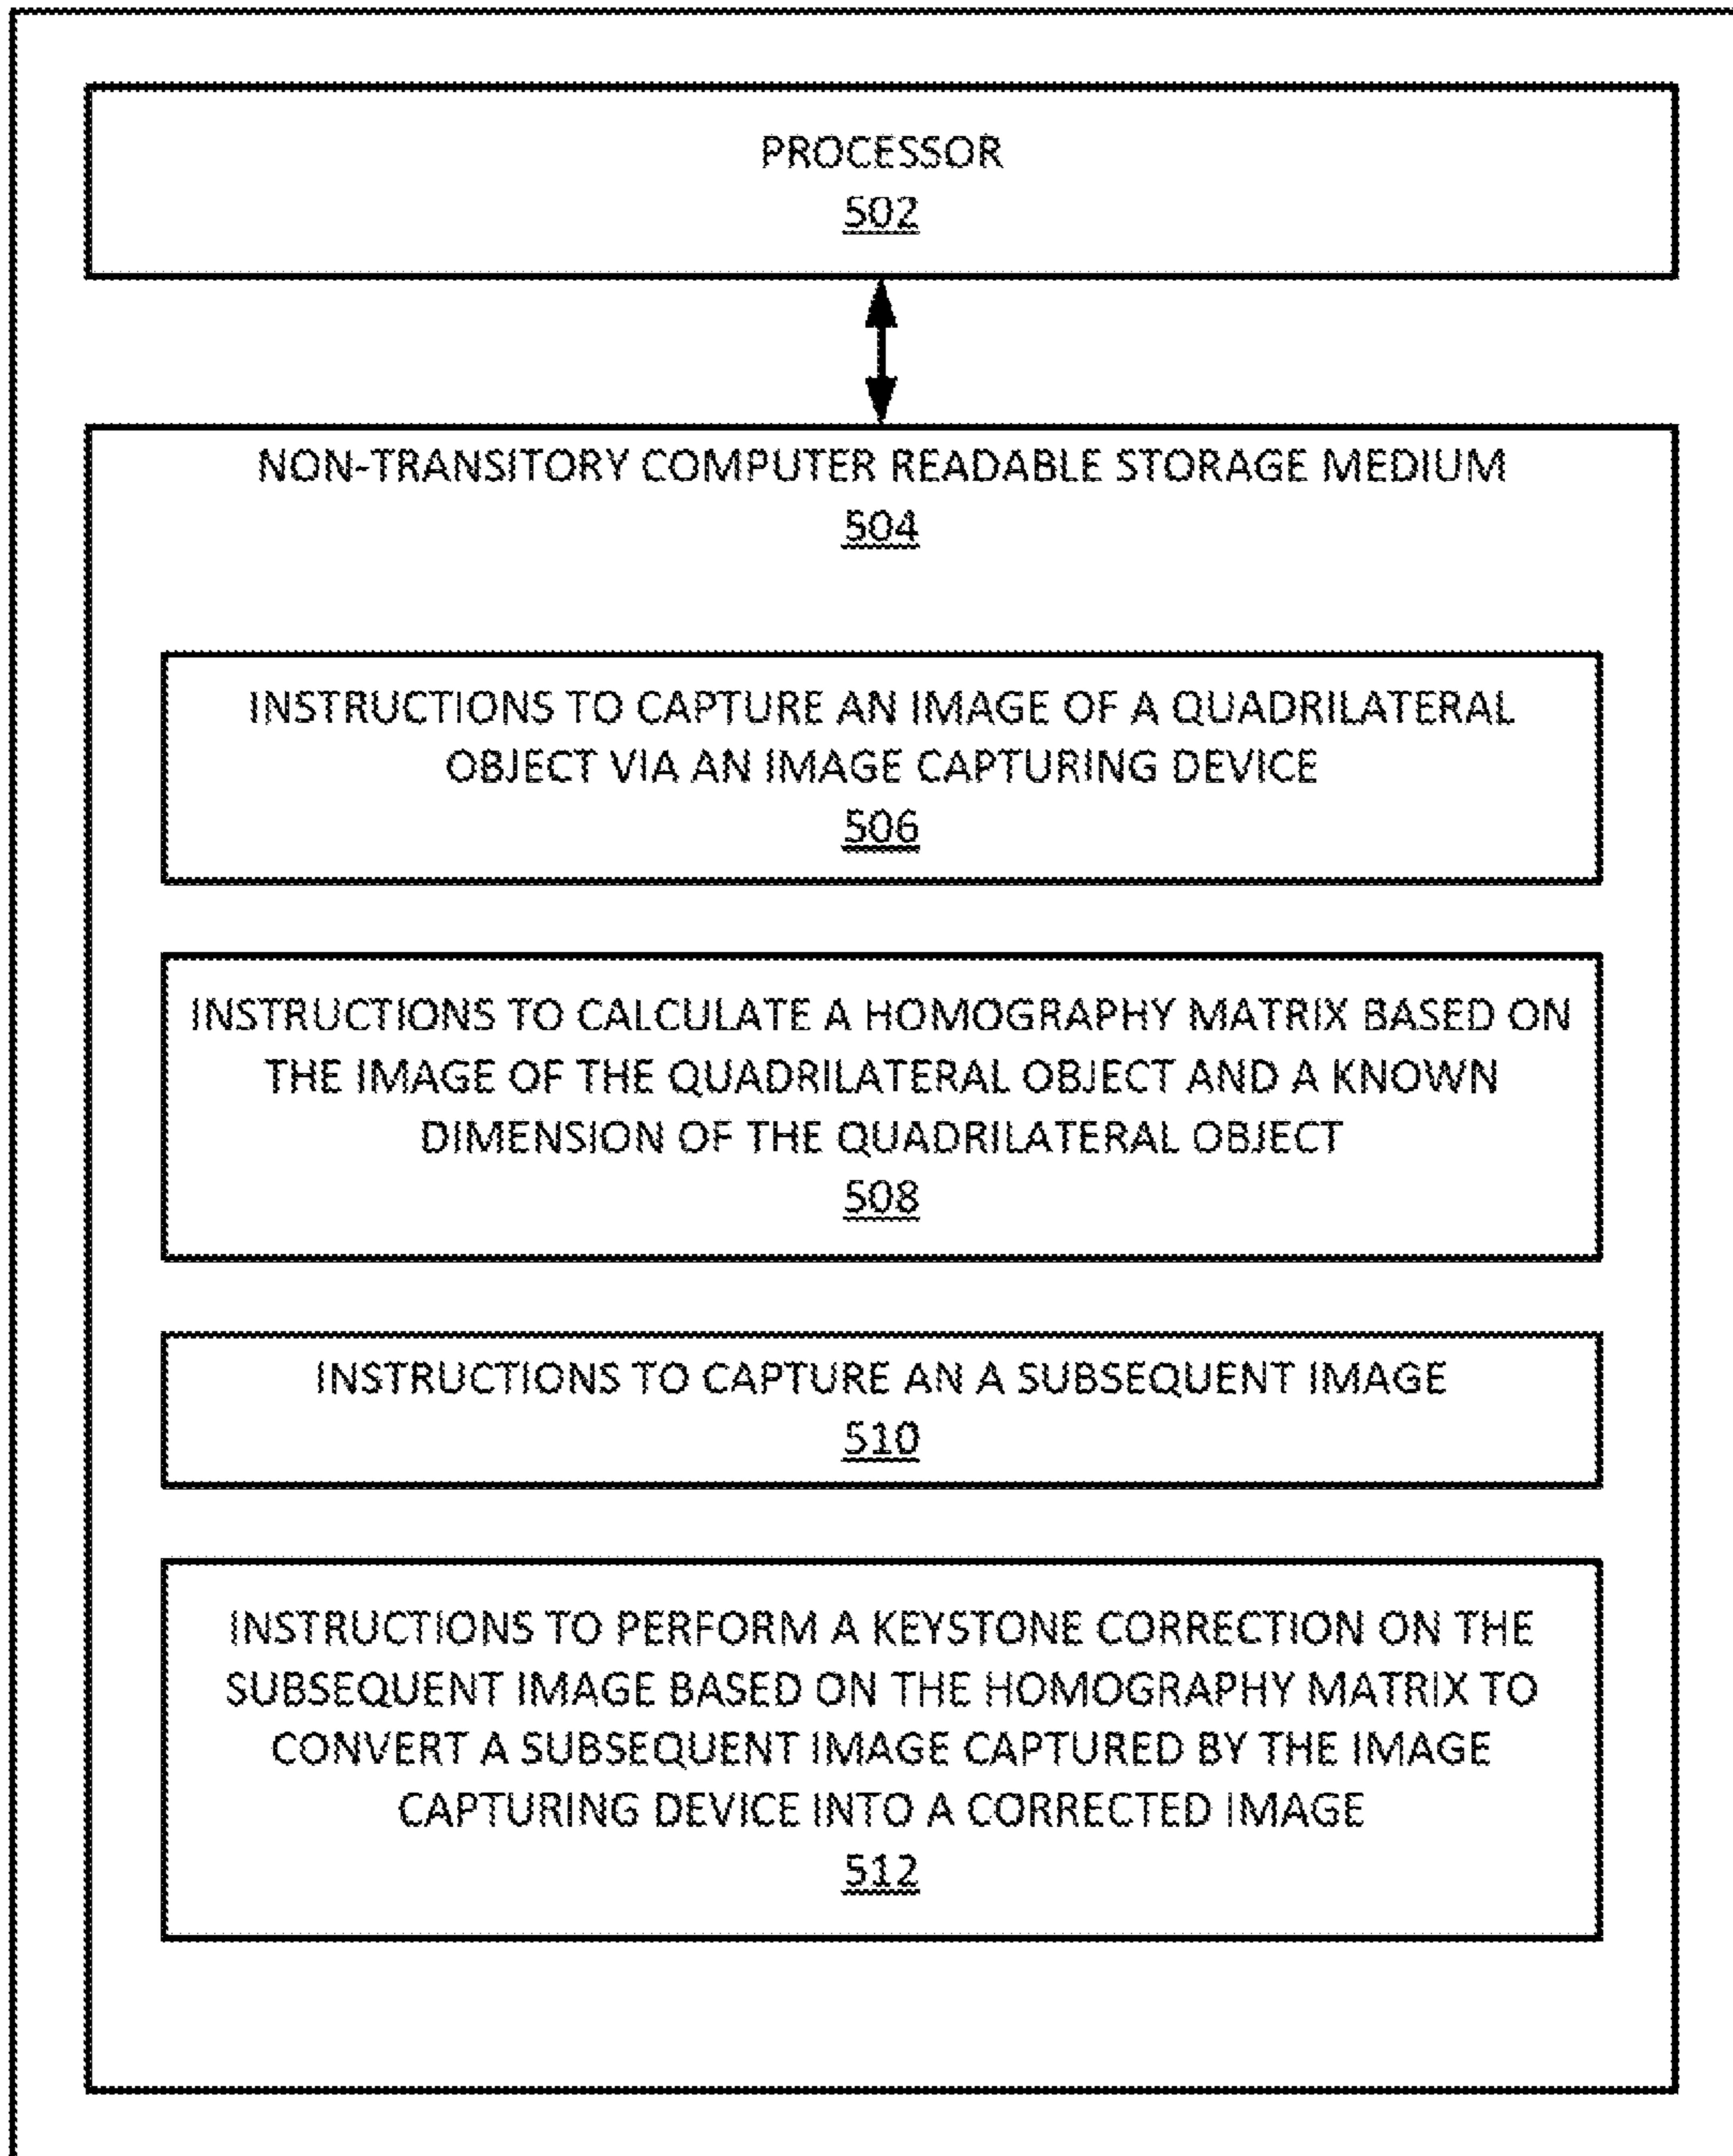 PROCESSOR
502
NON-TRANSITORY COMPUTER READABLE STORAGE MEDIUM
504
INSTRUCTIONS TO CAPTURE AN IMAGE OF A QUADRILATERAL
OBJECT VIA AN IMAGE CAPTURING DEVICE
506
INSTRUCTIONS TO CALCULATE A HOMOGRAPHY MATRIX BASED ON
THE IMAGE OF THE QUADRILATERAL OBJECT AND A KNOWN
DIMENSION OF THE QUADRILATERAL OBJECT
508
INSTRUCTIONS TO CAPTURE AN A SUBSEQUENT IMAGE
510
INSTRUCTIONS TO PERFORM A KEYSTONE CORRECTION ON THE
SUBSEQUENT IMAGE BASED ON THE HOMOGRAPHY MATRIX TO
CONVERT A SUBSEQUENT IMAGE CAPTURED BY THE IMAGE
CAPTURING DEVICE INTO A CORRECTED IMAGE
512